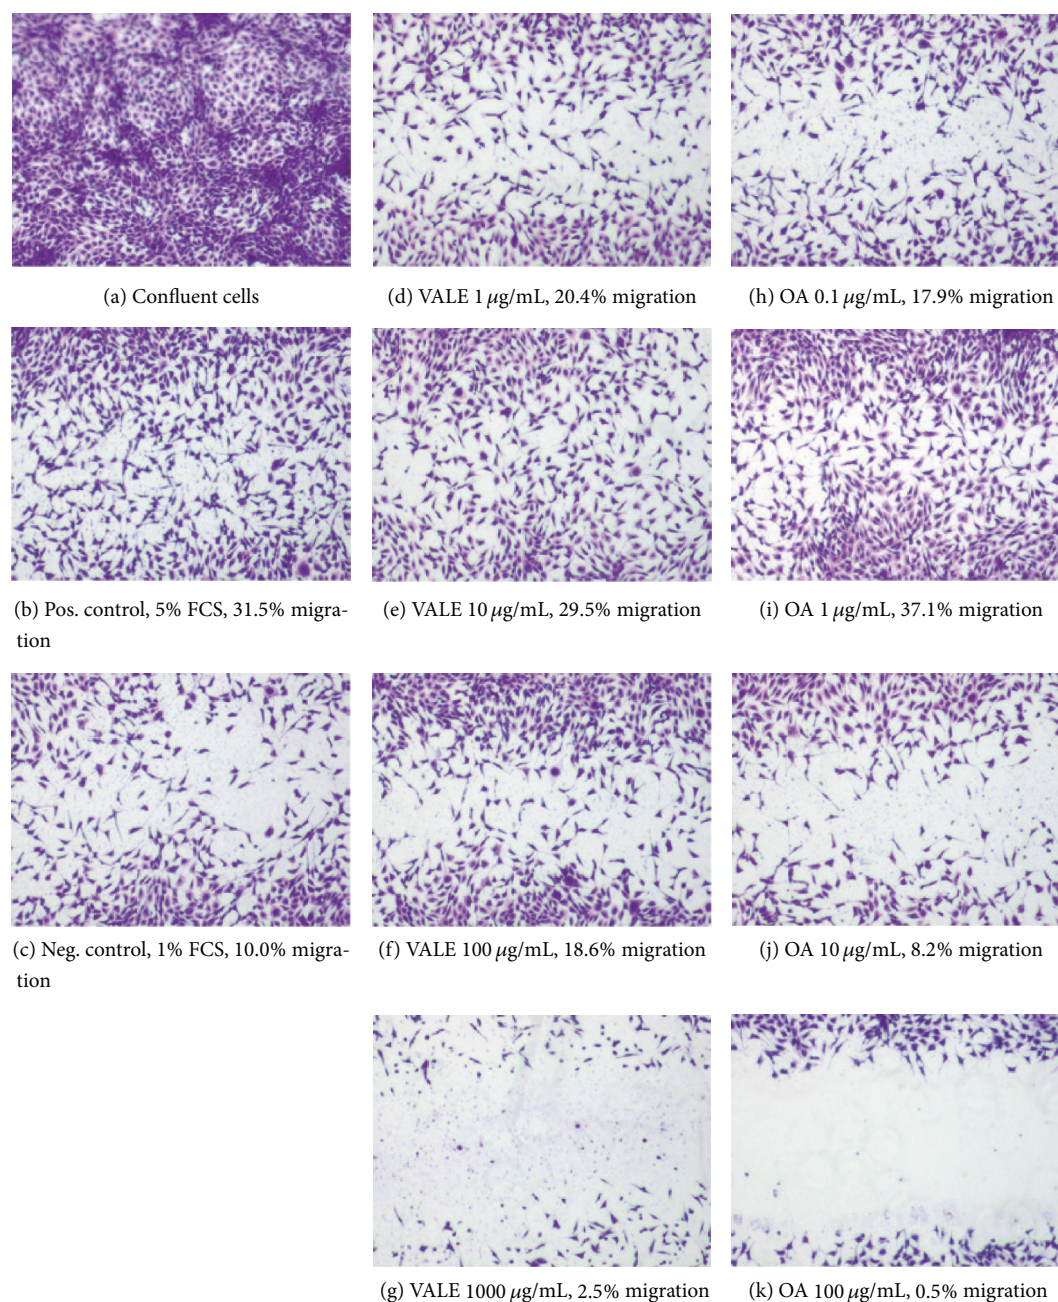 (a) Confluent cells
(d) VALE 1 μg/mL, 20.4% migration
(h) OA 0.1 μg/mL, 17.9% migration
(b) Pos. control, 5% FCS, 31.5% migra-
tion
(e) VALE 10 μg/mL, 29.5% migration
(i) OA 1 μg/mL, 37.1% migration
(c) Neg. control, 1% FCS, 10.0% migra-
tion
(f) VALE 100 μg/mL, 18.6% migration
(j) OA 10 μg/mL, 8.2% migration
(g) VALE 1000 μg/mL, 2.5% migration
(k) OA 100 μg/mL, 0.5% migration